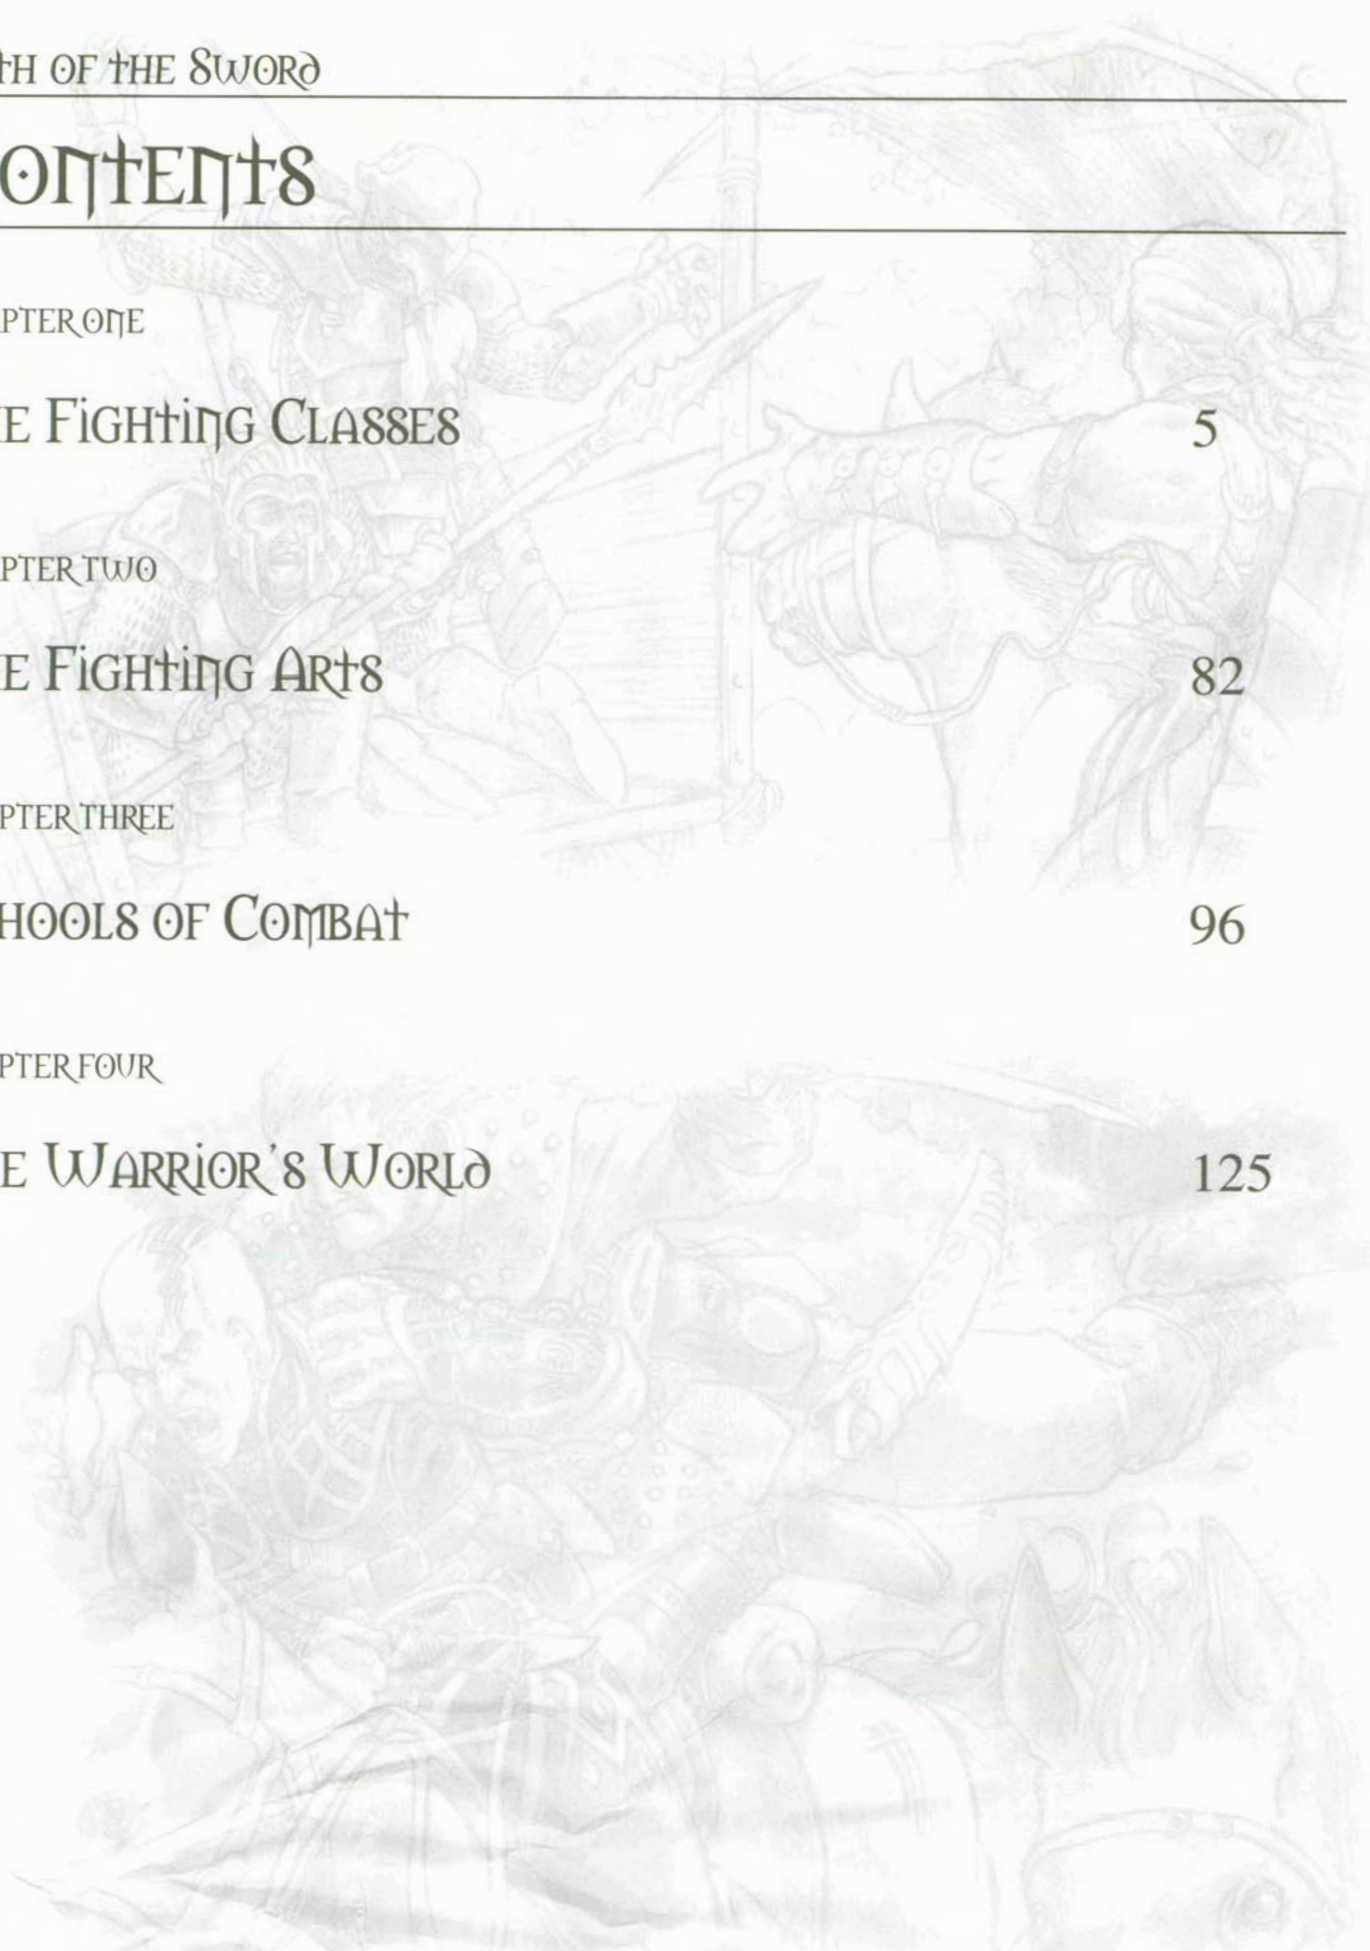 TH OF THE SWORD
ONTENTS
PTER ONE
E FIGHTING CLASSES 5
PTER TWO
E FIGHTING ARTS 82
PTER THREE
HOOLS OF COMBAT 96
PTER FOUR
E WARRIOR'S WORLD 125